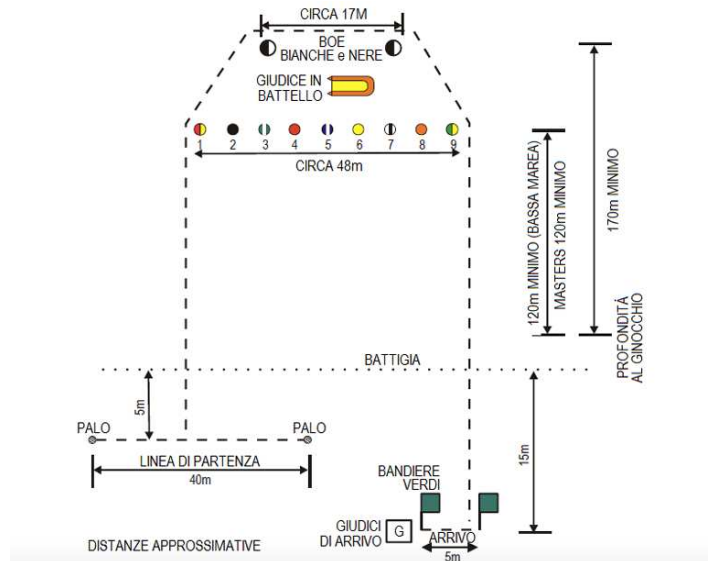 CIRCA 17M
BOE
BIANCHE e NERE
GIUDICE IN
BATTELLO
1 2 3 4 5 6 7 8 9
CIRCA 48m
120m MINIMO (BASSA MAREA)
MASTERS 120m MINIMO
170m MINIMO
PROFONDITÁ
AL GINOCCHIO
BATTIGIA
5m
15m
PALO
PALO
LINEA DI PARTENZA
40m
BANDIERE
VERDI
GIUDICI
DI ARRIVO
G
ARRIVO
5m
DISTANZE APPROSSIMATIVE